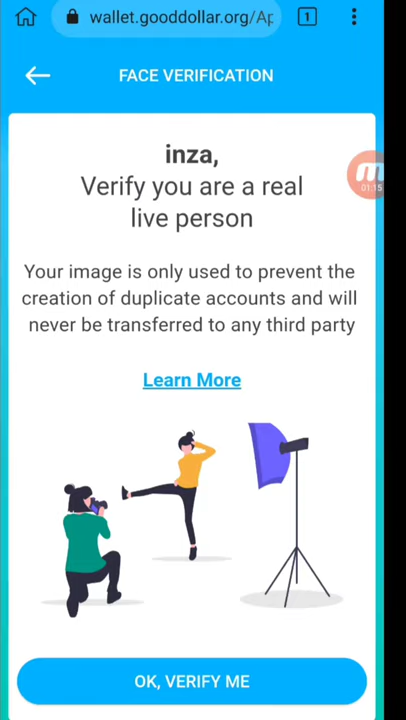 wallet.gooddollar.org/Ap
1
FACE VERIFICATION
inza,
Verify you are a real
live person
01:15
Your image is only used to prevent the
creation of duplicate accounts and will
never be transferred to any third party
Learn More
OK, VERIFY ME